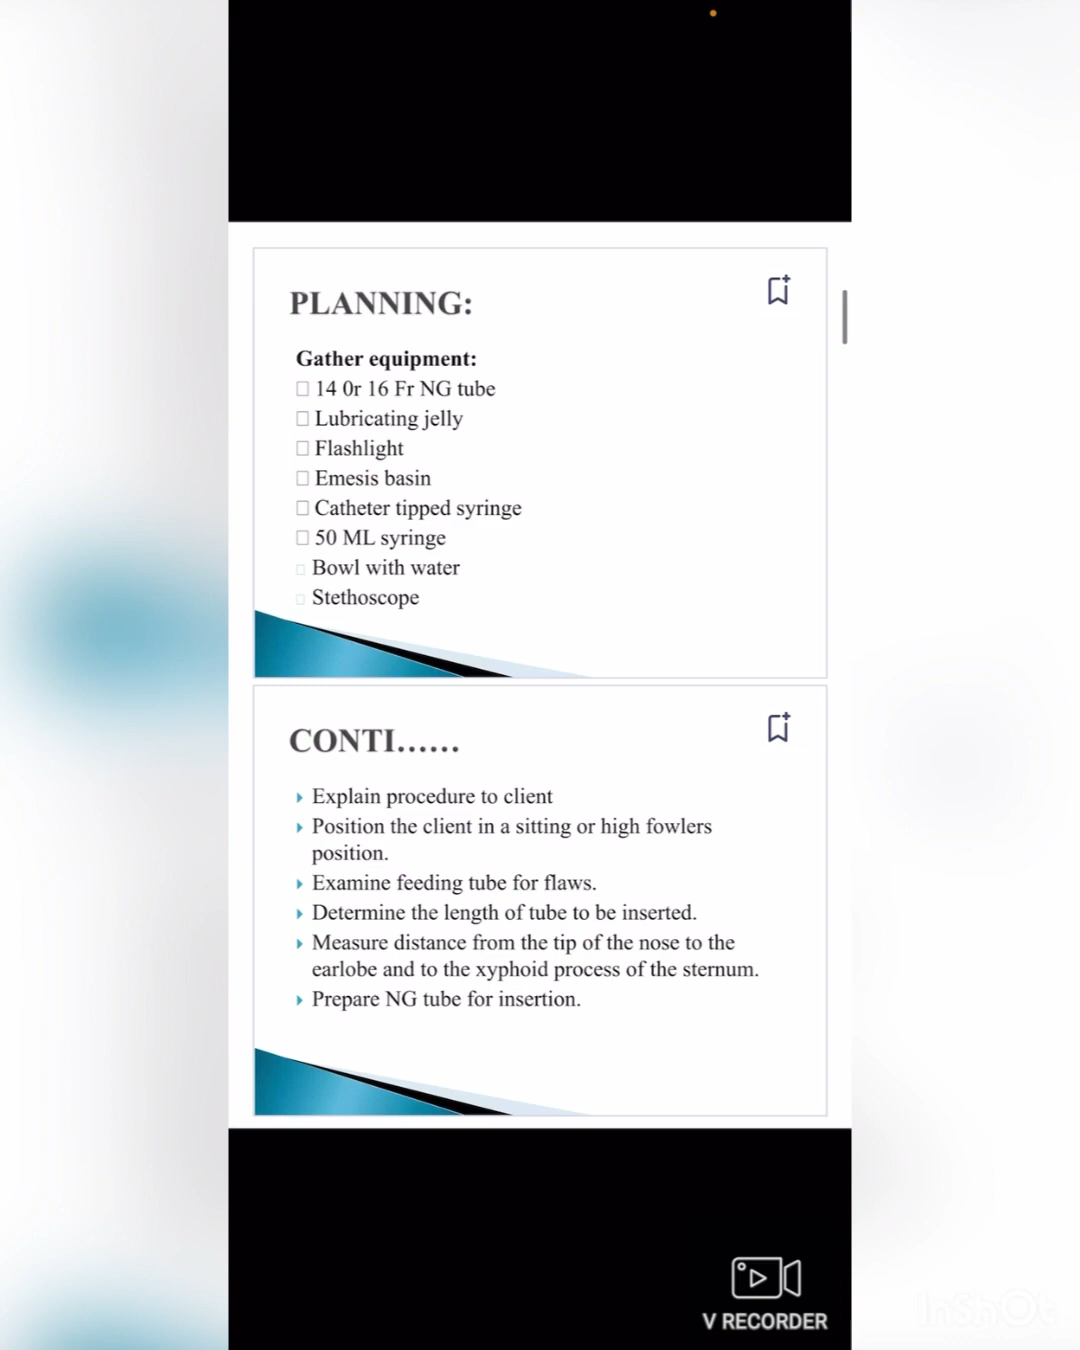 PLANNING:
Gather equipment:
14 0r 16 Fr NG tube
Lubricating jelly
Flashlight
Emesis basin
Catheter tipped syringe
50 ML syringe
Bowl with water
Stethoscope
CONTI......
Explain procedure to client
Position the client in a sitting or high fowlers
position.
Examine feeding tube for flaws.
Determine the length of tube to be inserted.
Measure distance from the tip of the nose to the
earlobe and to the xyphoid process of the sternum.
Prepare NG tube for insertion.
V RECORDER
InShOt